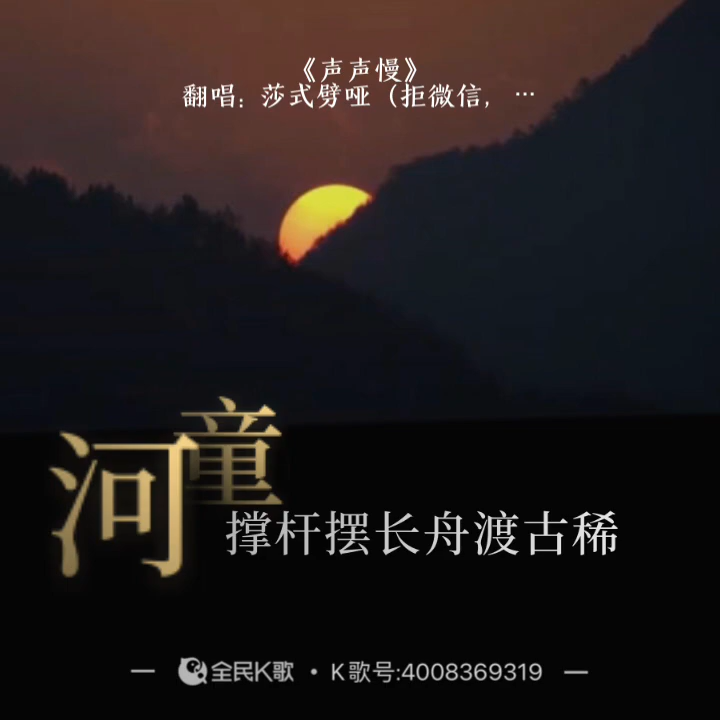 《声声慢》
翻唱：莎式劈哑（拒微信，…
河童
撑杆摆长舟渡古稀
— 全民K歌 · K歌号:4008369319 —